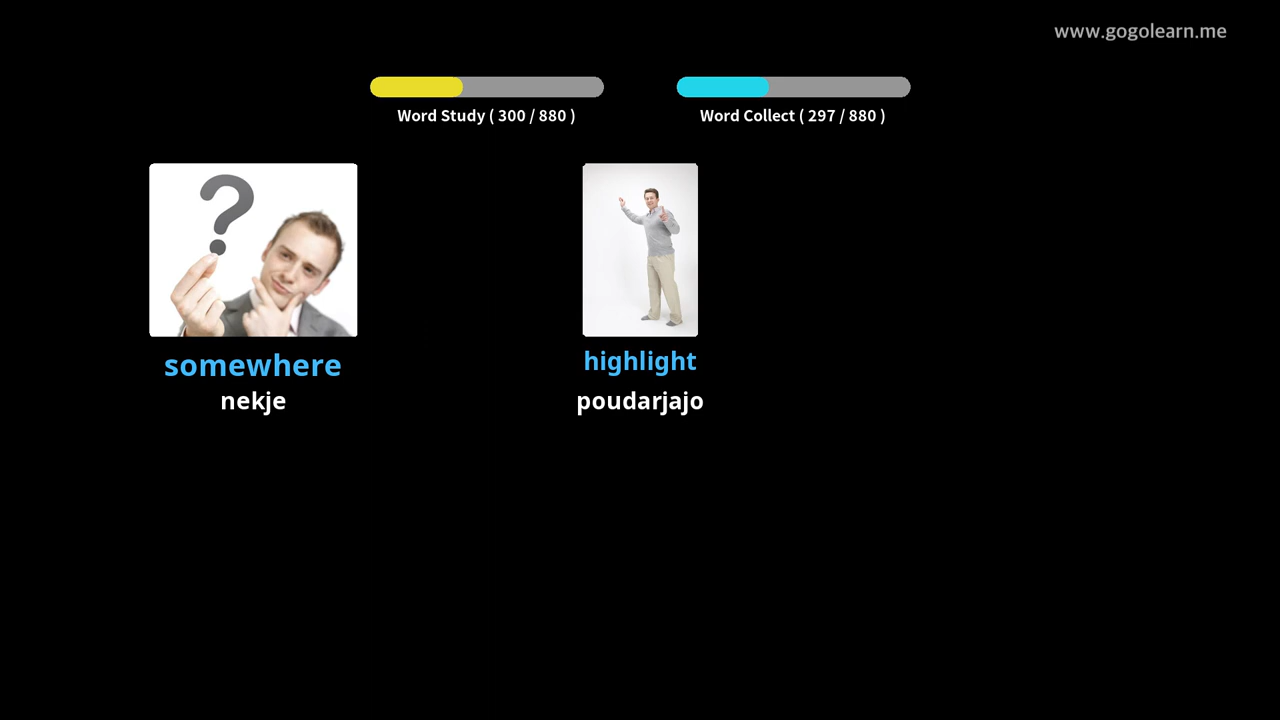 www.gogolearn.me
Word Study ( 300 / 880 )
Word Collect ( 297 / 880 )
?
somewhere
nekje
highlight
poudarjajo